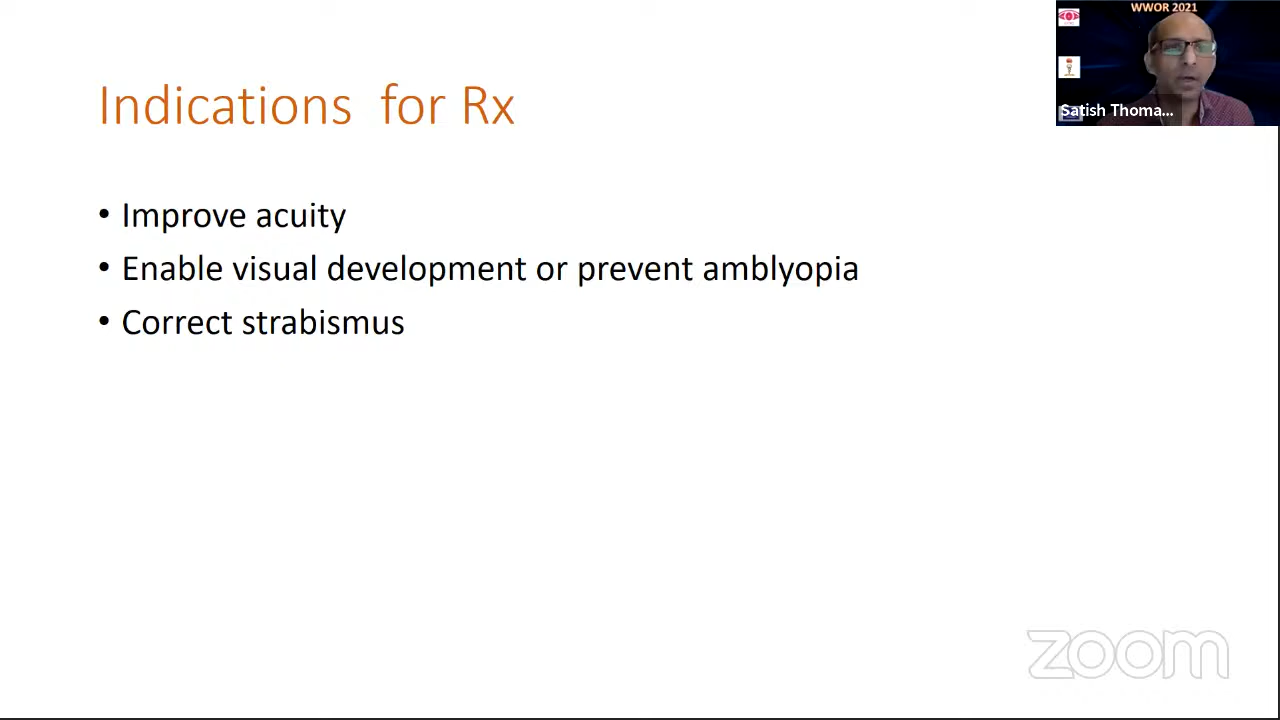 WWOR 2021
Indications for Rx
Satish Thoma...
• Improve acuity
• Enable visual development or prevent amblyopia
• Correct strabismus
zoom